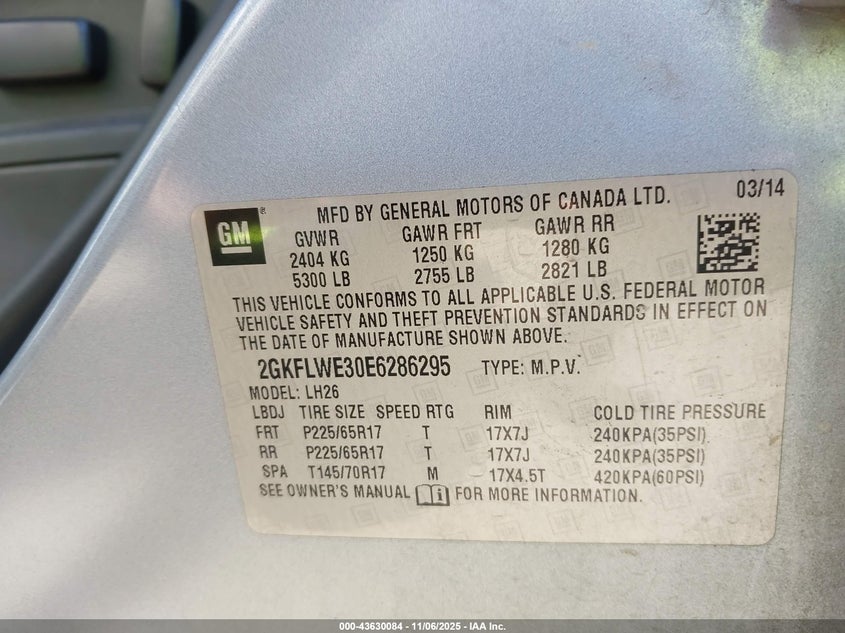 GM ®
MFD BY GENERAL MOTORS OF CANADA LTD. 03/14
GVWR GAWR FRT GAWR RR
2404 KG 1250 KG 1280 KG
5300 LB 2755 LB 2821 LB
THIS VEHICLE CONFORMS TO ALL APPLICABLE U.S. FEDERAL MOTOR
VEHICLE SAFETY AND THEFT PREVENTION STANDARDS IN EFFECT ON
THE DATE OF MANUFACTURE SHOWN ABOVE.
2GKFLWE30E6286295 TYPE: M.P.V.
MODEL: LH26
LBDJ TIRE SIZE SPEED RTG RIM COLD TIRE PRESSURE
FRT P225/65R17 T 17X7J 240KPA(35PSI)
RR P225/65R17 T 17X7J 240KPA(35PSI)
SPA T145/70R17 M 17X4.5T 420KPA(60PSI)
SEE OWNER'S MANUAL FOR MORE INFORMATION.
000-43630084 - 11/06/2025 - IAA Inc.